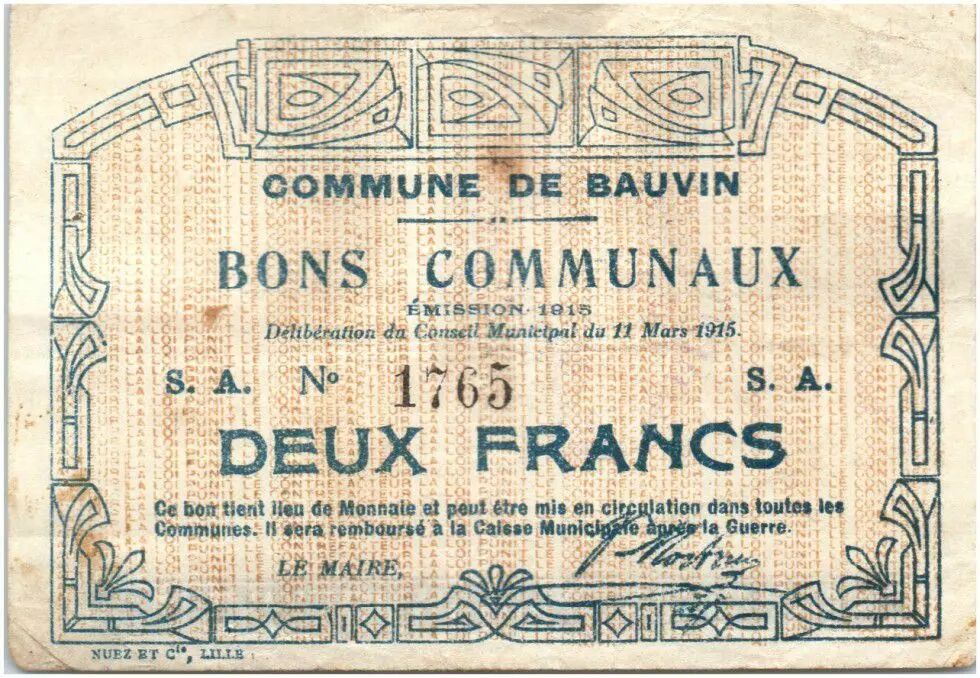 COMMUNE DE BAUVIN
BONS COMMUNAUX
ÉMISSION 1915
Délibération du Conseil Municipal du 11 Mars 1915.
S. A. Nº 1765 S. A.
DEUX FRANCS
Ce bon tient lieu de Monnaie et peut être mis en circulation dans toutes les
Communes. Il sera remboursé à la Caisse Municipale après la Guerre.
LE MAIRE,
NUEZ ET Cie, LILLE